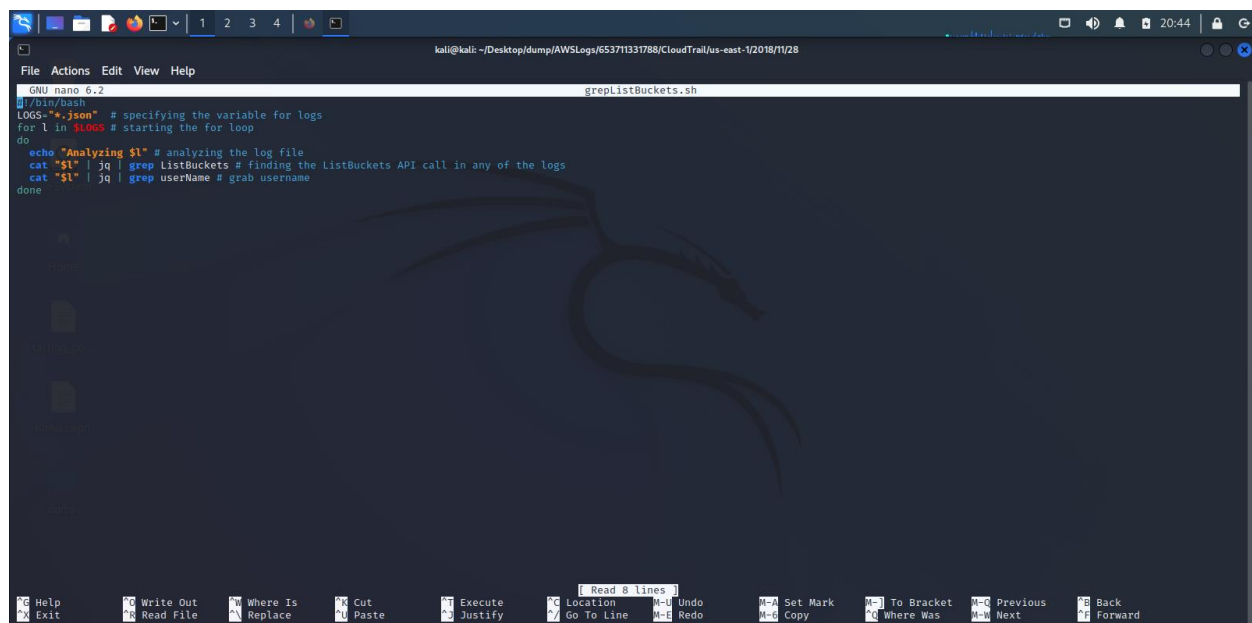 1 2 3 4
20:44
kali@kali: ~/Desktop/dump/AWSLogs/653711331788/CloudTrail/us-east-1/2018/11/28
File Actions Edit View Help
GNU nano 6.2 grepListBuckets.sh
#!/bin/bash
LOGS="*.json" # specifying the variable for logs
for l in $LOGS # starting the for loop
do
echo "Analyzing $l" # analyzing the log file
cat "$l" | jq | grep ListBuckets # finding the ListBuckets API call in any of the logs
cat "$l" | jq | grep userName # grab username
done
[ Read 8 lines ]
^G Help ^O Write Out ^W Where Is ^K Cut ^T Execute ^C Location M-U Undo M-A Set Mark M-] To Bracket M-Q Previous ^B Back
^X Exit ^R Read File ^\ Replace ^U Paste ^J Justify ^/ Go To Line M-E Redo M-6 Copy ^Q Where Was M-W Next ^F Forward